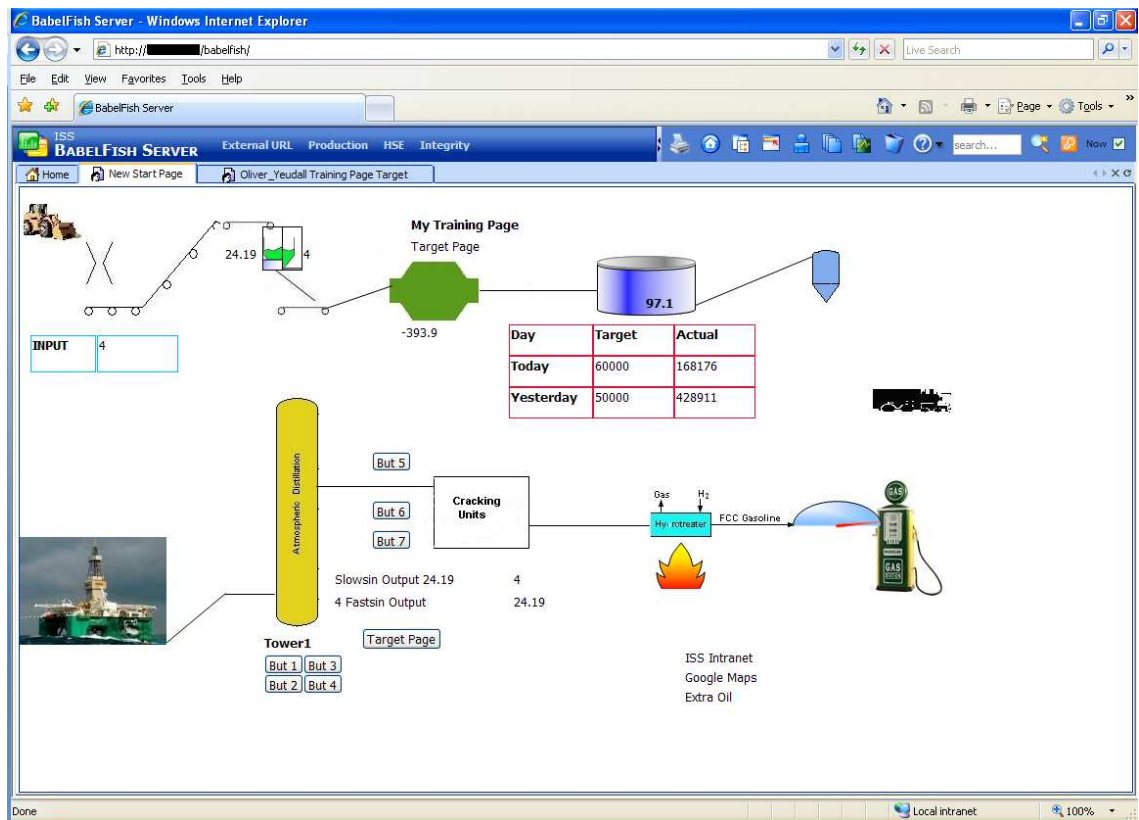 BabelFish Server - Windows Internet Explorer
http:// /babelfish/
Live Search
File Edit View Favorites Tools Help
BabelFish Server
Page Tools
ISS
BABELFISH SERVER
External URL Production HSE Integrity
search...
Now
Home
New Start Page
Oliver_Yeudall Training Page Target
My Training Page
Target Page
24.19
4
97.1
-393.9
INPUT 4
Day Target Actual
Today 60000 168176
Yesterday 50000 428911
Atmospheric Distillation
But 5
But 6
But 7
Cracking
Units
Gas H2
Hydrotreater
FCC Gasoline
GAS
GAS
Slowsin Output 24.19 4
4 Fastsin Output 24.19
Tower1
Target Page
But 1 But 3
But 2 But 4
ISS Intranet
Google Maps
Extra Oil
Done
Local intranet
100%